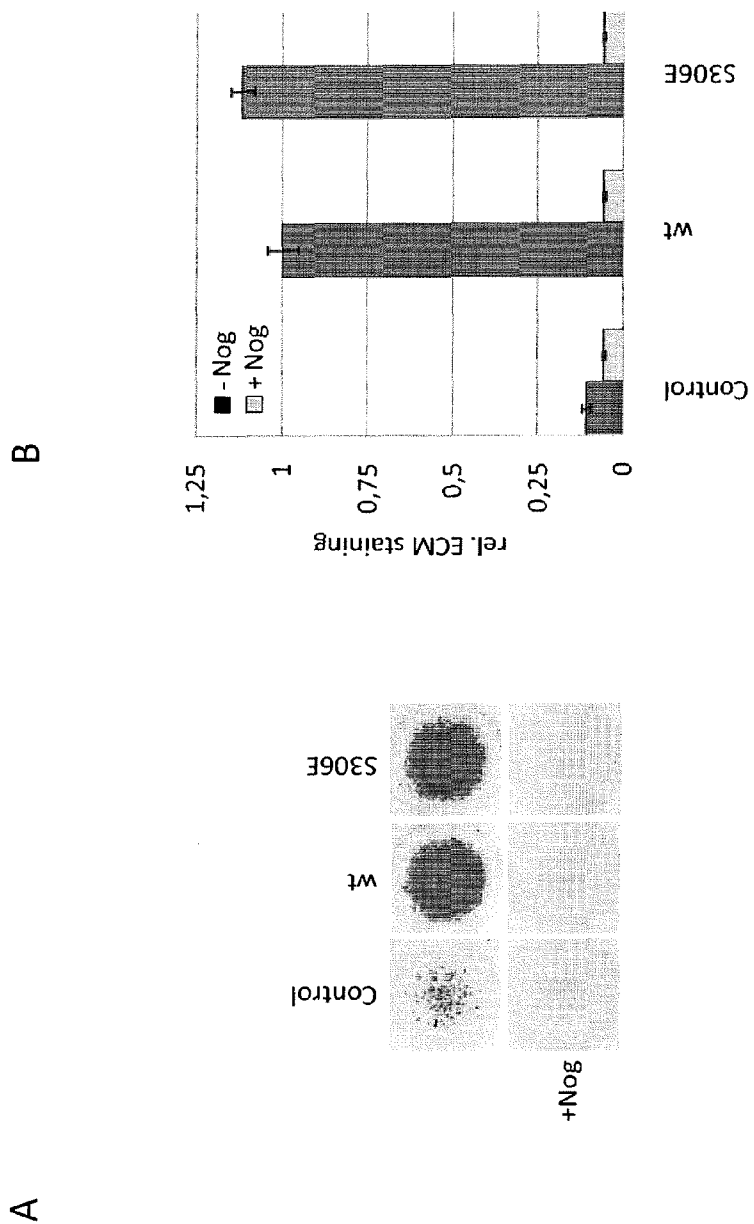 A
Control
wt
S306E
+Nog
B
rel. ECM staining
1,25
1
0,75
0,5
0,25
0
- Nog
+ Nog
Control
wt
S306E